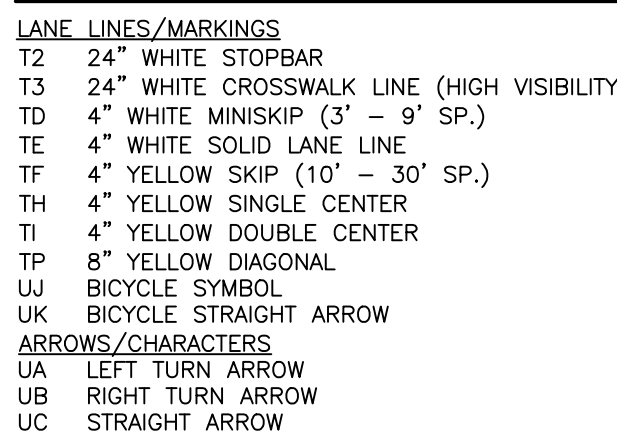 LANE LINES/MARKINGS
T2 24" WHITE STOPBAR
T3 24" WHITE CROSSWALK LINE (HIGH VISIBILITY
TD 4" WHITE MINISKIP (3' – 9' SP.)
TE 4" WHITE SOLID LANE LINE
TF 4" YELLOW SKIP (10' – 30' SP.)
TH 4" YELLOW SINGLE CENTER
TI 4" YELLOW DOUBLE CENTER
TP 8" YELLOW DIAGONAL
UJ BICYCLE SYMBOL
UK BICYCLE STRAIGHT ARROW
ARROWS/CHARACTERS
UA LEFT TURN ARROW
UB RIGHT TURN ARROW
UC STRAIGHT ARROW